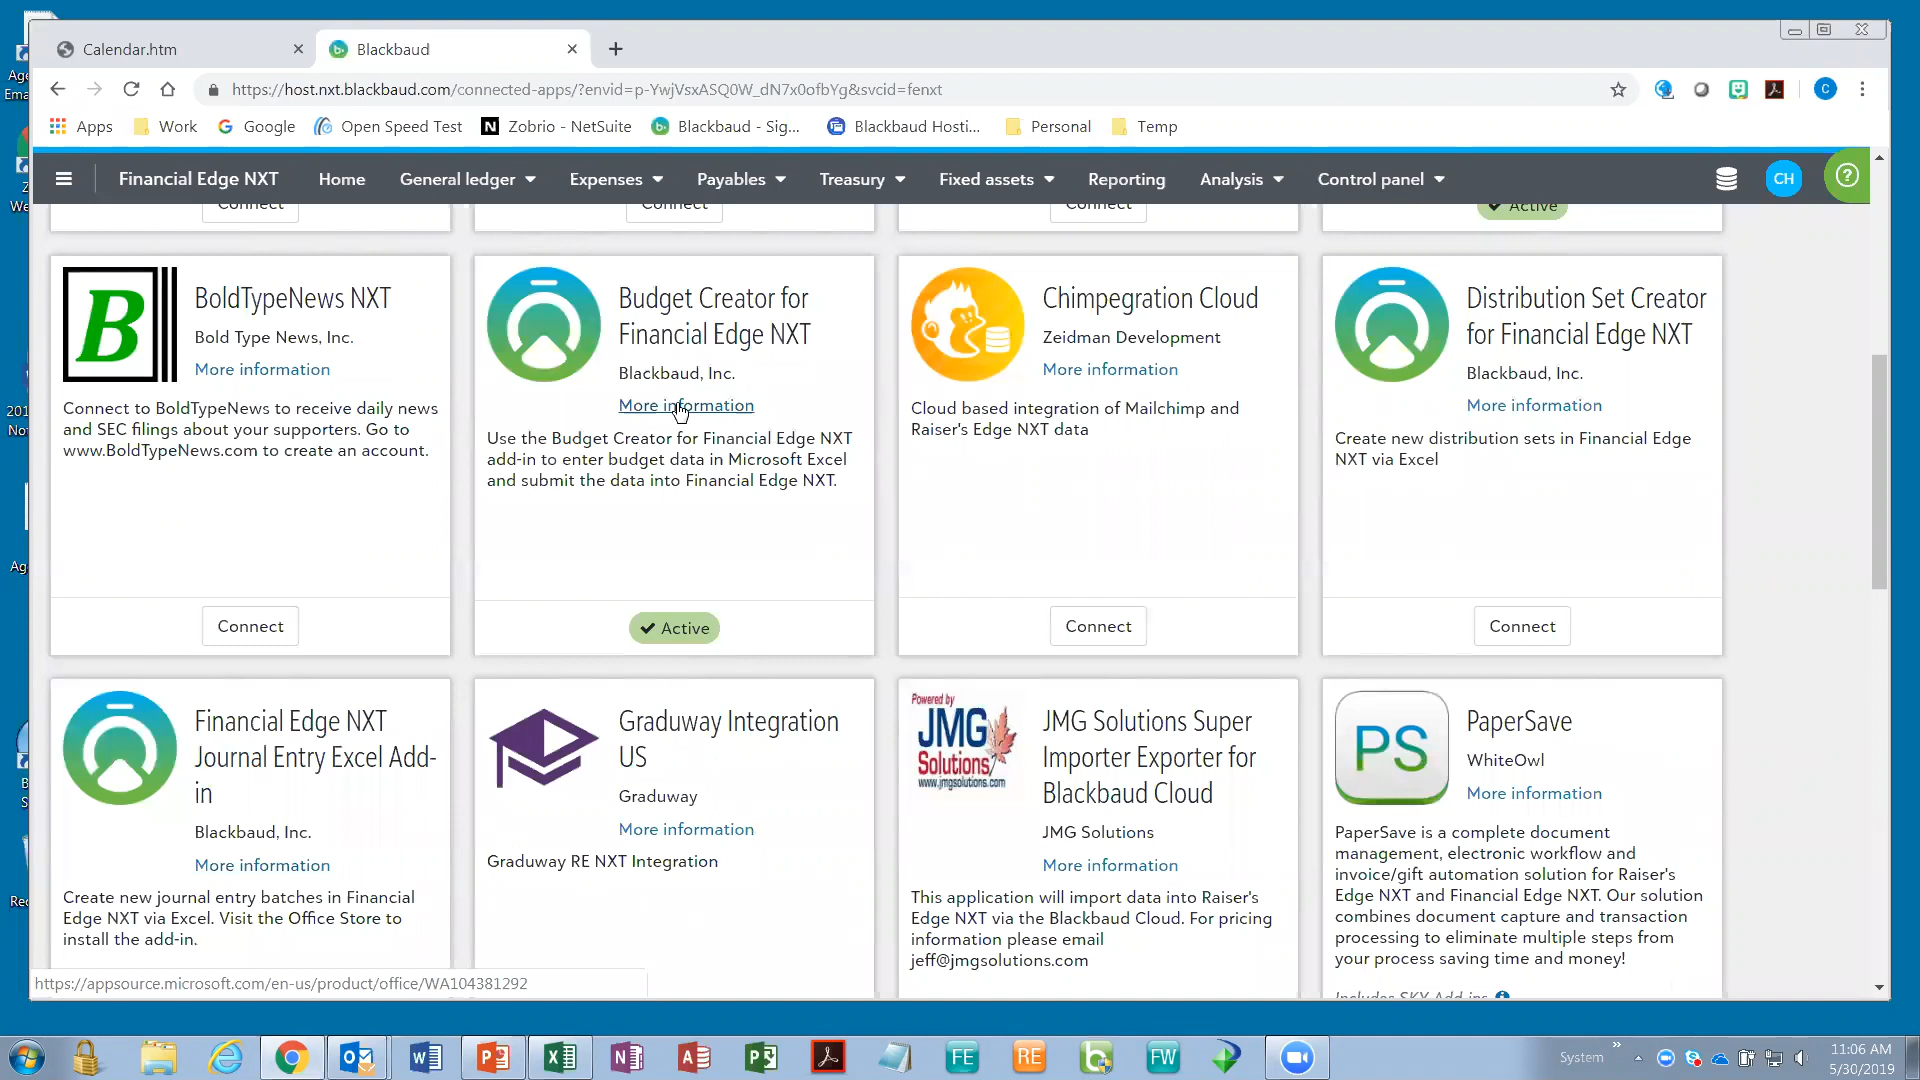 Calendar.htm
Blackbaud
https://host.nxt.blackbaud.com/connected-apps/?envid=p-YwjVsxASQ0W_dN7x0ofbYg&svcid=fenxt
C
Apps Work Google Open Speed Test Zobrio - NetSuite Blackbaud - Sig... Blackbaud Hosti... Personal Temp
Financial Edge NXT Home General ledger Expenses Payables Treasury Fixed assets Reporting Analysis Control panel CH
Connect Connect Connect Active
BoldTypeNews NXT
Bold Type News, Inc.
More information
Connect to BoldTypeNews to receive daily news
and SEC filings about your supporters. Go to
www.BoldTypeNews.com to create an account.
Connect
Budget Creator for
Financial Edge NXT
Blackbaud, Inc.
More information
Use the Budget Creator for Financial Edge NXT
add-in to enter budget data in Microsoft Excel
and submit the data into Financial Edge NXT.
Active
Chimpegration Cloud
Zeidman Development
More information
Cloud based integration of Mailchimp and
Raiser's Edge NXT data
Connect
Distribution Set Creator
for Financial Edge NXT
Blackbaud, Inc.
More information
Create new distribution sets in Financial Edge
NXT via Excel
Connect
Financial Edge NXT
Journal Entry Excel Add-
in
Blackbaud, Inc.
More information
Create new journal entry batches in Financial
Edge NXT via Excel. Visit the Office Store to
install the add-in.
Graduway Integration
US
Graduway
More information
Graduway RE NXT Integration
Powered by
JMG
Solutions
www.jmgsolutions.com
JMG Solutions Super
Importer Exporter for
Blackbaud Cloud
JMG Solutions
More information
This application will import data into Raiser's
Edge NXT via the Blackbaud Cloud. For pricing
information please email
jeff@jmgsolutions.com
PS
PaperSave
WhiteOwl
More information
PaperSave is a complete document
management, electronic workflow and
invoice/gift automation solution for Raiser's
Edge NXT and Financial Edge NXT. Our solution
combines document capture and transaction
processing to eliminate multiple steps from
your process saving time and money!
Includes SKY Add-ins
https://appsource.microsoft.com/en-us/product/office/WA104381292
FE RE FW
System
11:06 AM
5/30/2019